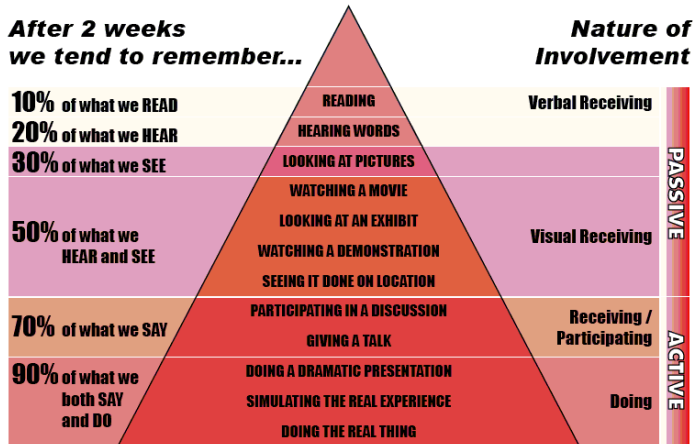 After 2 weeks
we tend to remember...
Nature of
Involvement
10% of what we READ
READING
Verbal Receiving
20% of what we HEAR
HEARING WORDS
30% of what we SEE
LOOKING AT PICTURES
WATCHING A MOVIE
LOOKING AT AN EXHIBIT
50% of what we
HEAR and SEE
WATCHING A DEMONSTRATION
SEEING IT DONE ON LOCATION
Visual Receiving
PASSIVE
70% of what we SAY
PARTICIPATING IN A DISCUSSION
GIVING A TALK
Receiving /
Participating
90% of what we
both SAY
and DO
DOING A DRAMATIC PRESENTATION
SIMULATING THE REAL EXPERIENCE
DOING THE REAL THING
Doing
ACTIVE